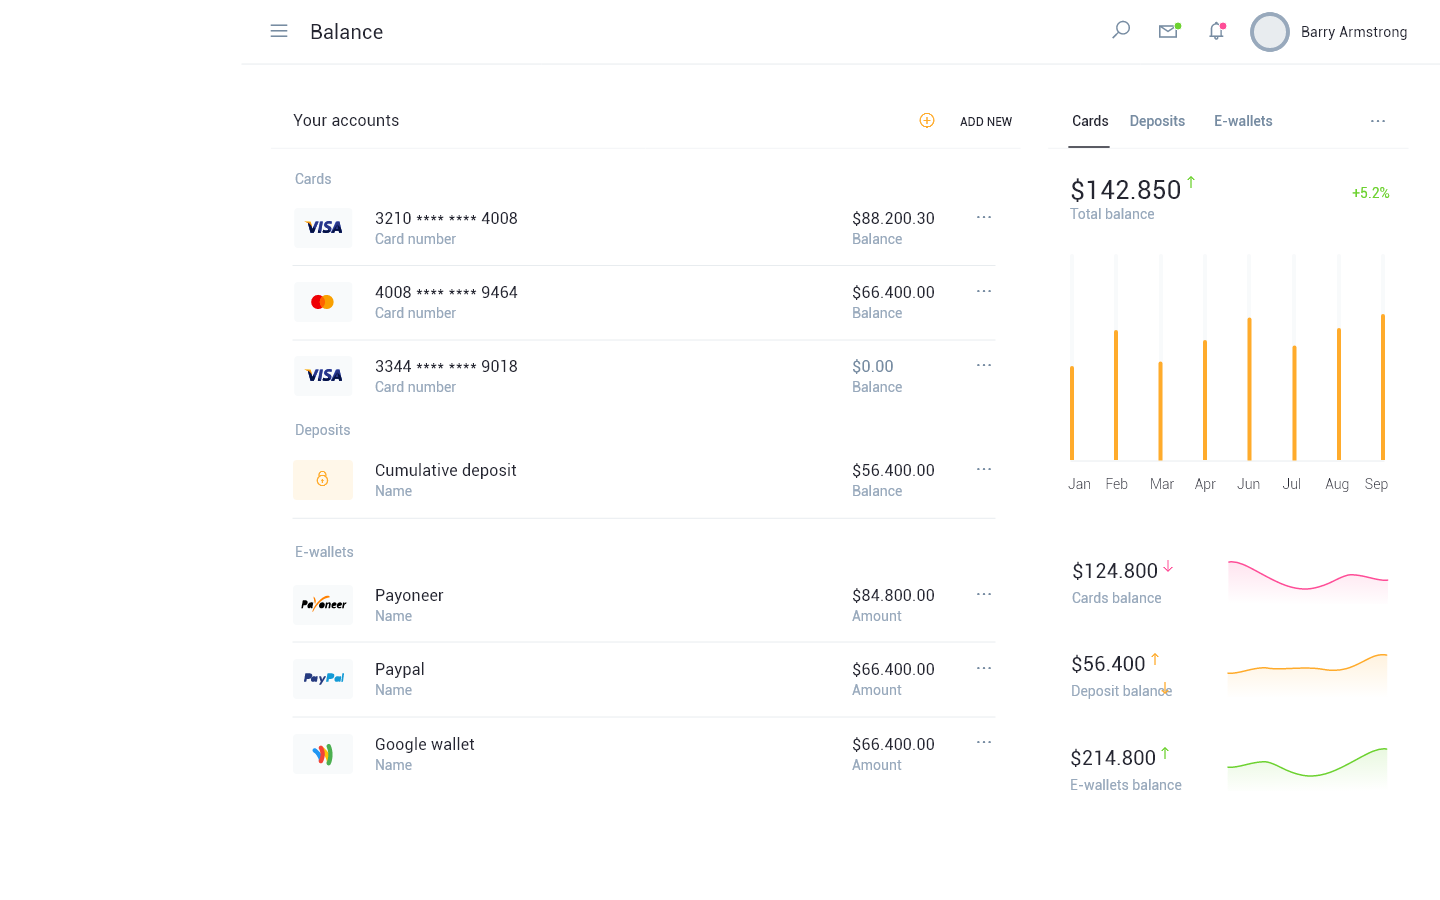 Balance
Barry Armstrong
Your accounts
ADD NEW
Cards
VISA
3210 **** **** 4008
$88.200.30
Card number
Balance
4008 **** **** 9464
$66.400.00
Card number
Balance
VISA
3344 **** **** 9018
$0.00
Card number
Balance
Deposits
Cumulative deposit
$56.400.00
Name
Balance
E-wallets
Payoneer
Payoneer
$84.800.00
Name
Amount
PayPal
Paypal
$66.400.00
Name
Amount
Google wallet
$66.400.00
Name
Amount
Cards Deposits E-wallets
$142.850
+5.2%
Total balance
Jan Feb Mar Apr Jun Jul Aug Sep
$124.800
Cards balance
$56.400
Deposit balance
$214.800
E-wallets balance